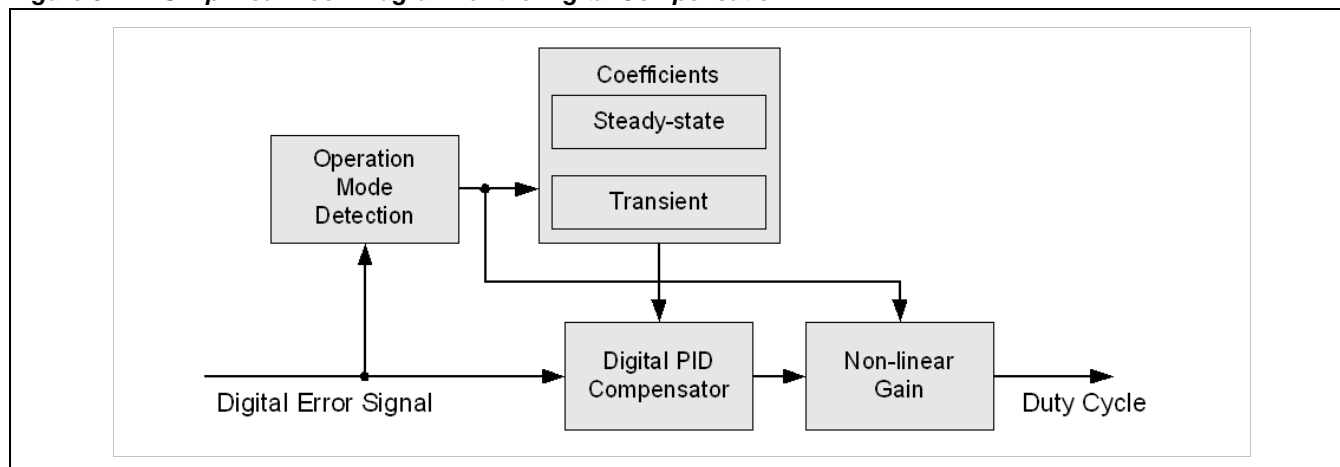 Coefficients
Steady-state
Transient
Operation
Mode
Detection
Digital PID
Compensator
Non-linear
Gain
Digital Error Signal
Duty Cycle